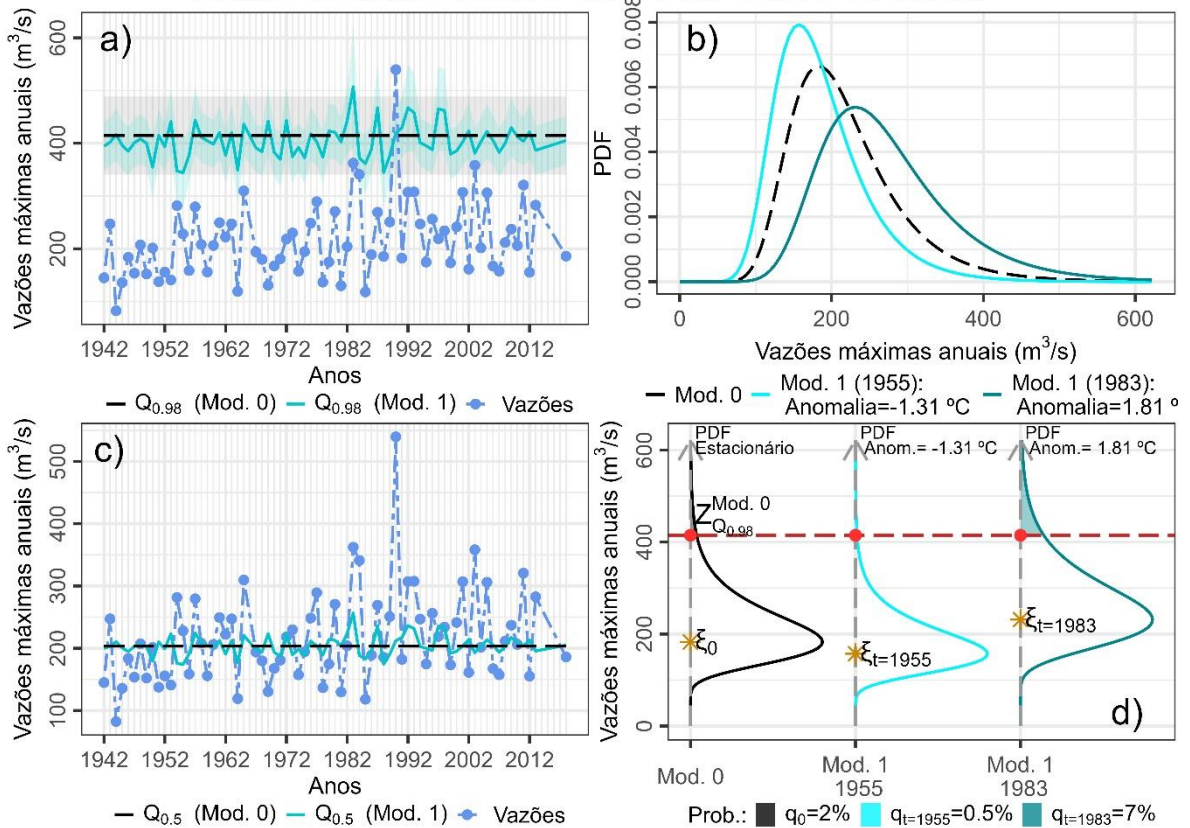 a)
Vazões máximas anuais (m³/s)
600
400
200
1942 1952 1962 1972 1982 1992 2002 2012
Anos
Q0.98 (Mod. 0) Q0.98 (Mod. 1) Vazões
b)
PDF
0.008
0.006
0.004
0.002
0.000
0 200 400 600
Vazões máximas anuais (m³/s)
Mod. 0 Mod. 1 (1955): Mod. 1 (1983):
Anomalia=-1.31 ºC Anomalia=1.81 º
c)
Vazões máximas anuais (m³/s)
500
400
300
200
100
1942 1952 1962 1972 1982 1992 2002 2012
Anos
Q0.5 (Mod. 0) Q0.5 (Mod. 1) Vazões
d)
Vazões máximas anuais (m³/s)
600
400
200
0
PDF PDF PDF
Estacionário Anom.= -1.31 ºC Anom.= 1.81 ºC
Z Mod. 0 Q0.98
ξ0 ξt=1955 ξt=1983
Mod. 0 Mod. 1 Mod. 1
1955 1983
Prob.: q0=2% qt=1955=0.5% qt=1983=7%